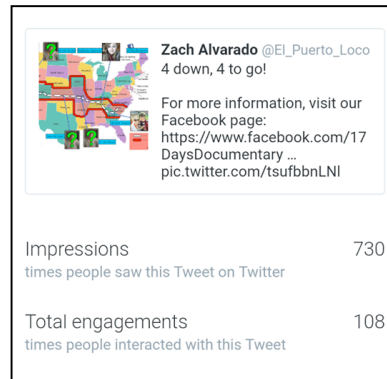 Zach Alvarado @El_Puerto_Loco
4 down, 4 to go!
For more information, visit our
Facebook page:
https://www.facebook.com/17
DaysDocumentary ...
pic.twitter.com/tsufbbnLNl
Impressions 730
times people saw this Tweet on Twitter
Total engagements 108
times people interacted with this Tweet